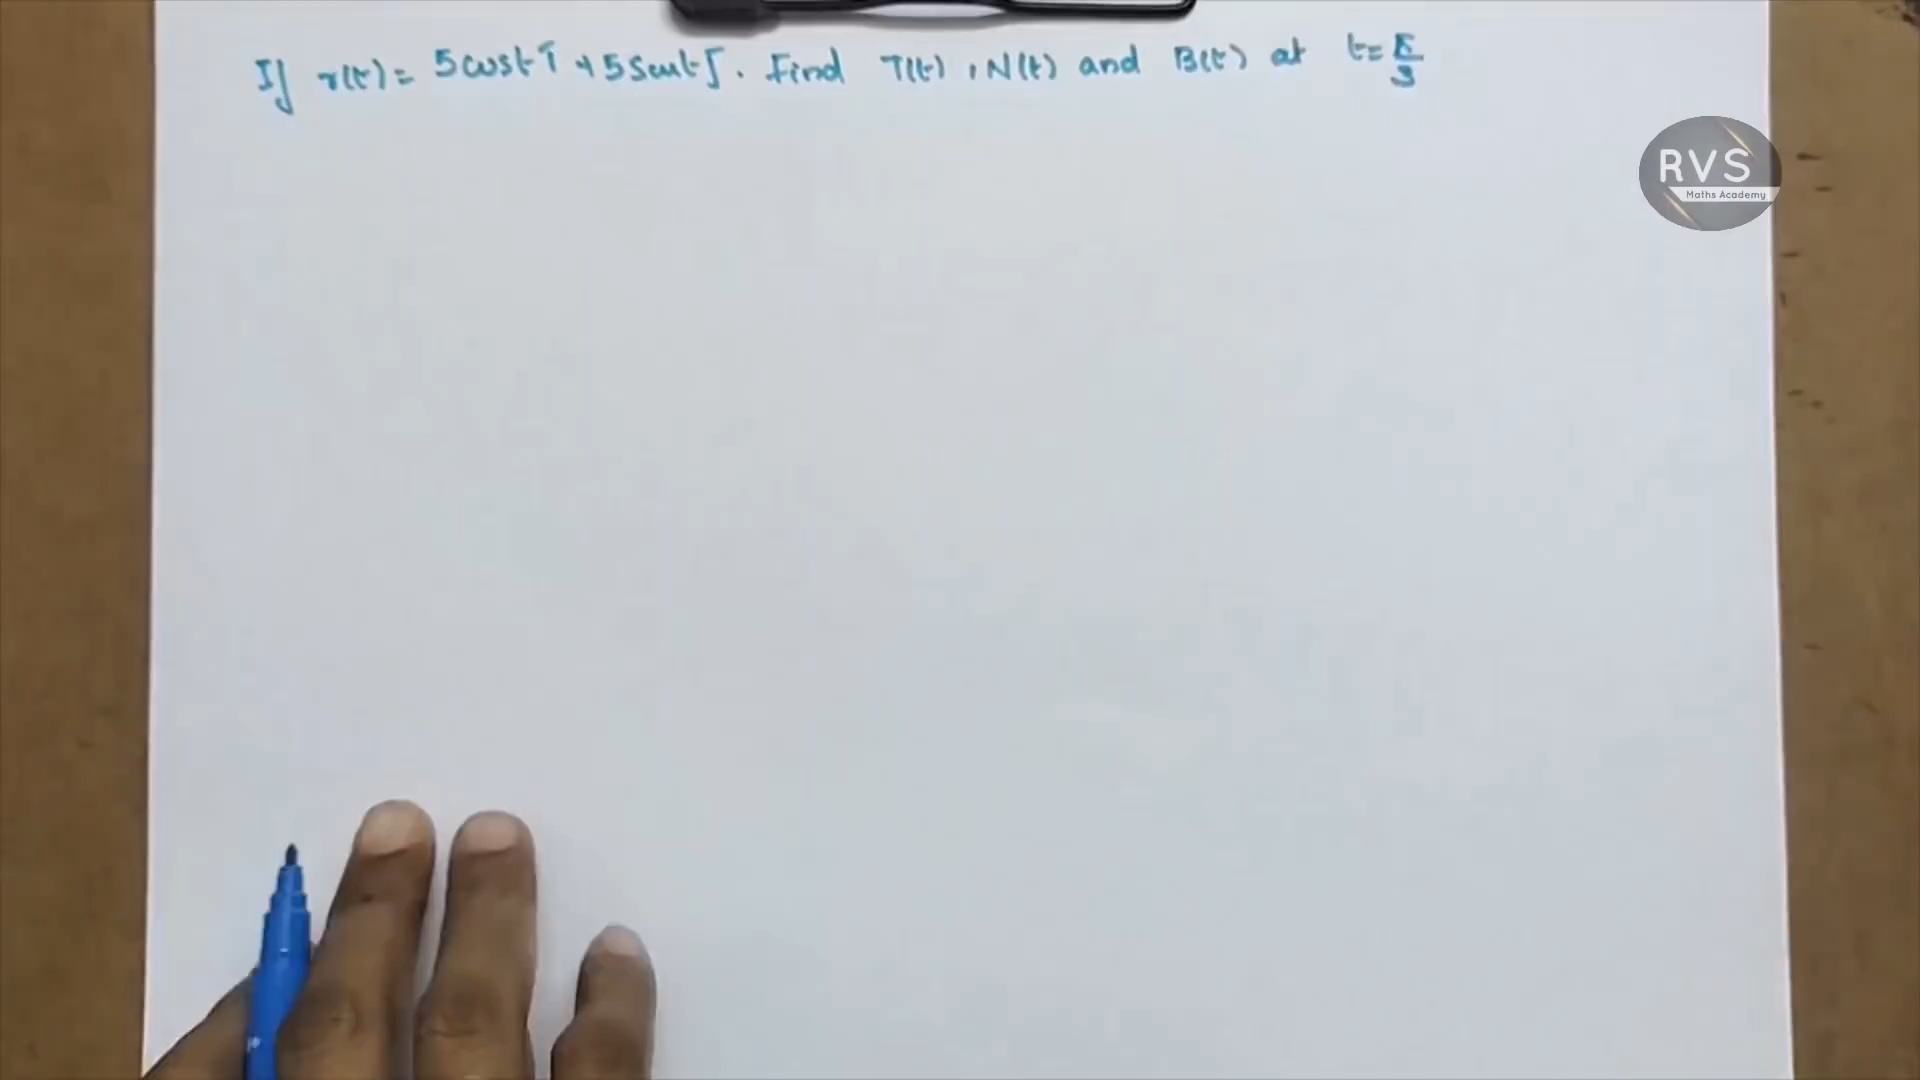 If r(t) = 5cost i + 5sint j. Find T(t), N(t) and B(t) at t = π/3
RVS
Maths Academy